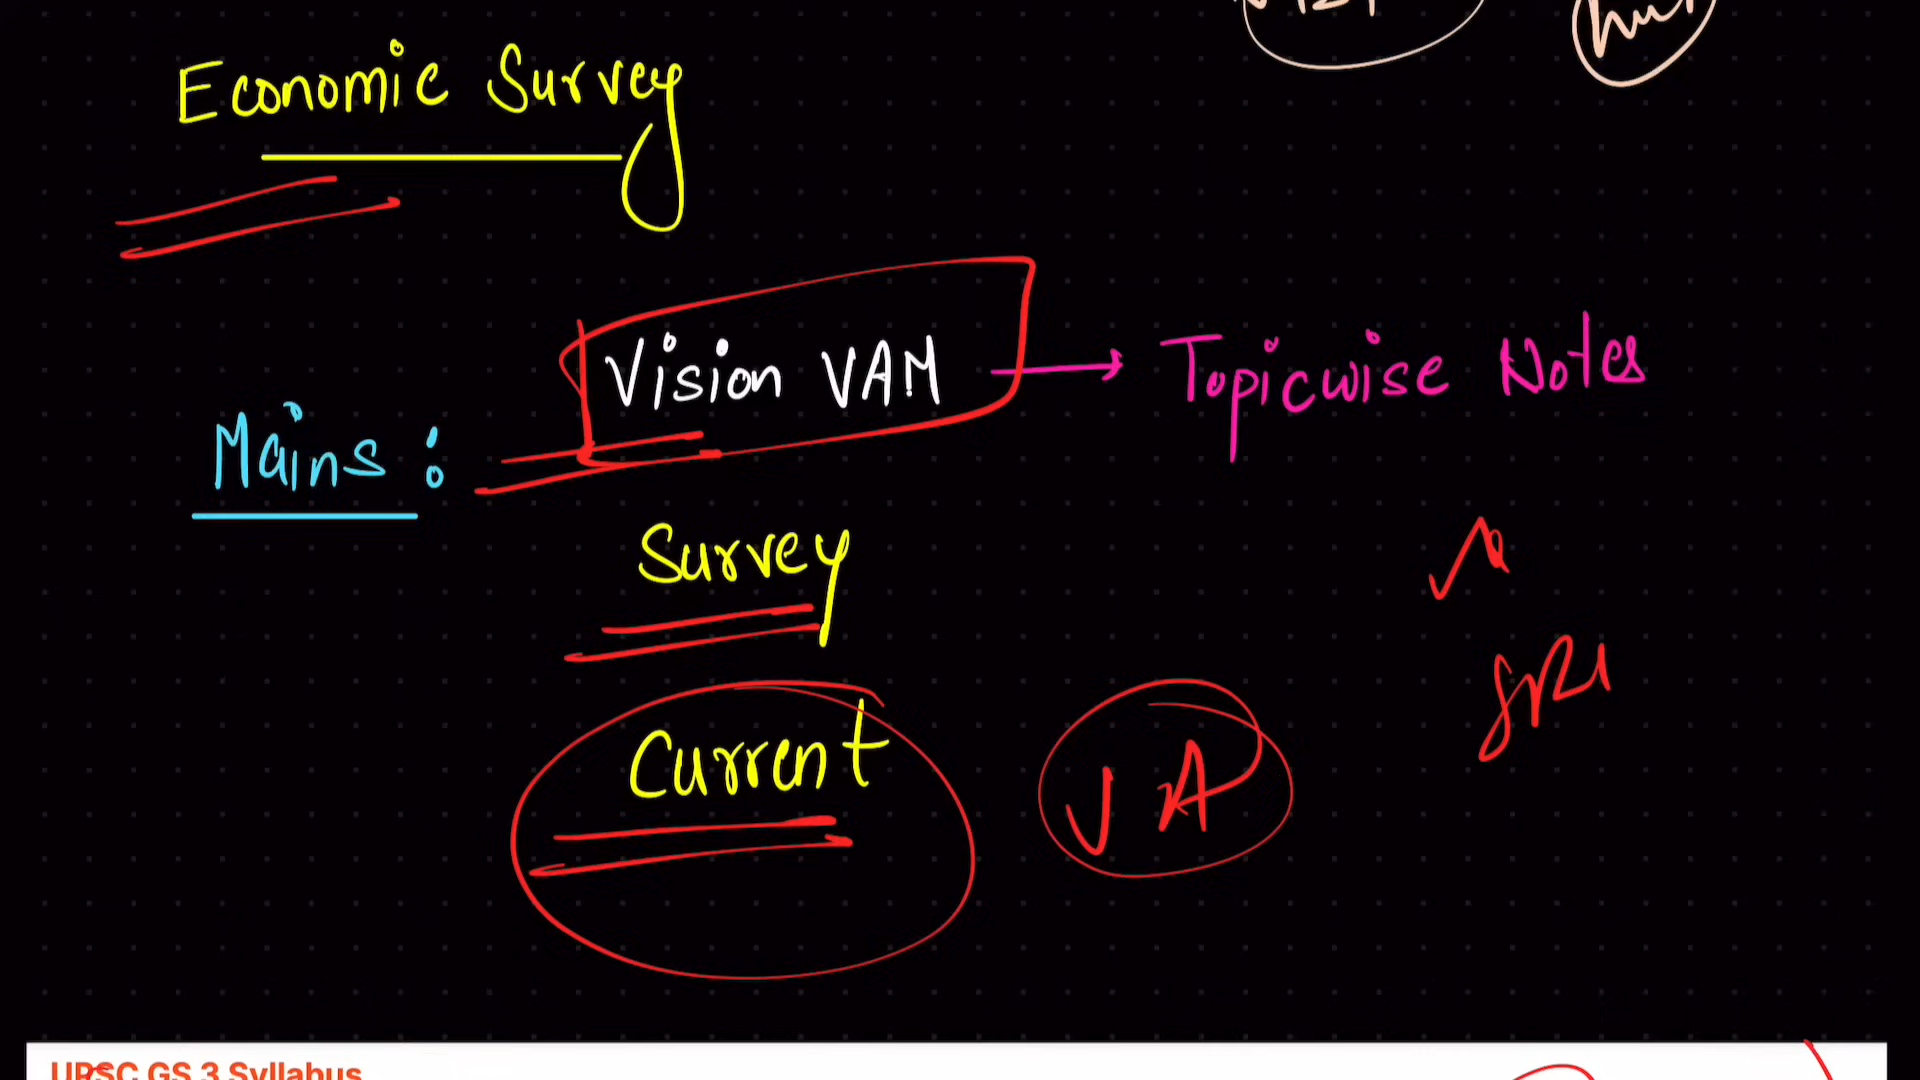 Economic Survey
Vision VAM → Topicwise Notes
Mains :
Survey
Current
VA
UPSC GS 3 Syllabus